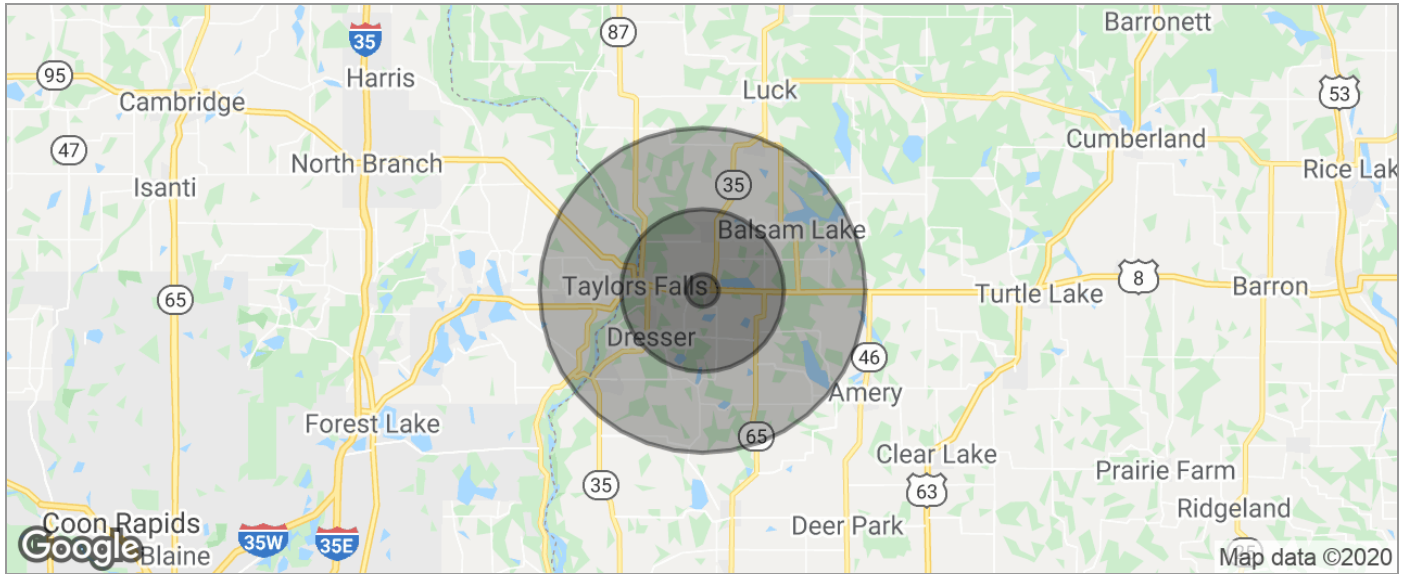 Barronett
87
35
Harris
95
Luck
53
Cambridge
Cumberland
47
North Branch
Rice Lak
Isanti
35
Balsam Lake
65
Taylors Falls
8
Turtle Lake
Barron
Dresser
46
Amery
Forest Lake
65
Clear Lake
Prairie Farm
35
63
Ridgeland
Coon Rapids
Deer Park
35W
35E
Google
Blaine
25
Map data ©2020